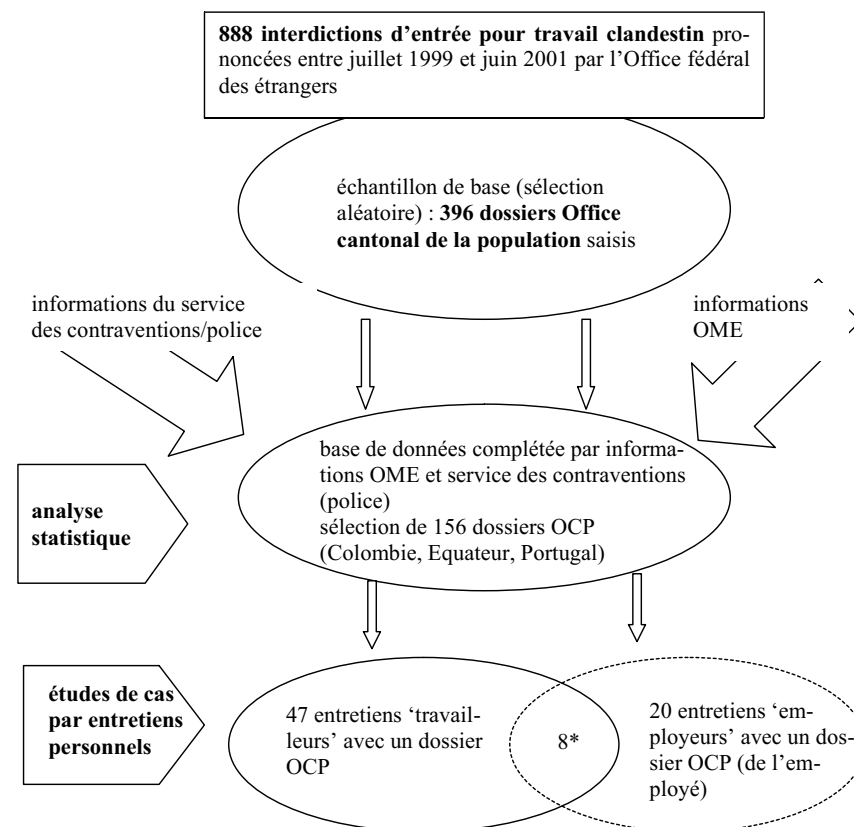 888 interdictions d’entrée pour travail clandestin pro-
noncées entre juillet 1999 et juin 2001 par l’Office fédéral
des étrangers
échantillon de base (sélection
aléatoire) : 396 dossiers Office
cantonal de la population saisis
informations du service
des contraventions/police
informations
OME
base de données complétée par informa-
tions OME et service des contraventions
(police)
sélection de 156 dossiers OCP
(Colombie, Equateur, Portugal)
analyse
statistique
études de cas
par entretiens
personnels
47 entretiens ‘travail-
leurs’ avec un dossier
OCP
8*
20 entretiens ‘em-
ployeurs’ avec un dos-
sier OCP (de l’em-
ployé)